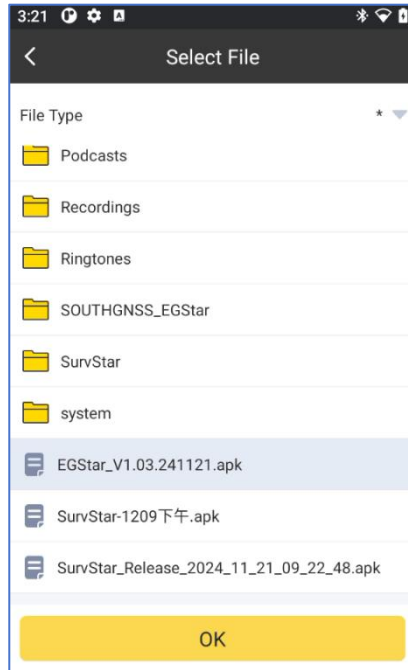 3:21
Select File
File Type *
Podcasts
Recordings
Ringtones
SOUTHGNSS_EGStar
SurvStar
system
EGStar_V1.03.241121.apk
SurvStar-1209下午.apk
SurvStar_Release_2024_11_21_09_22_48.apk
OK